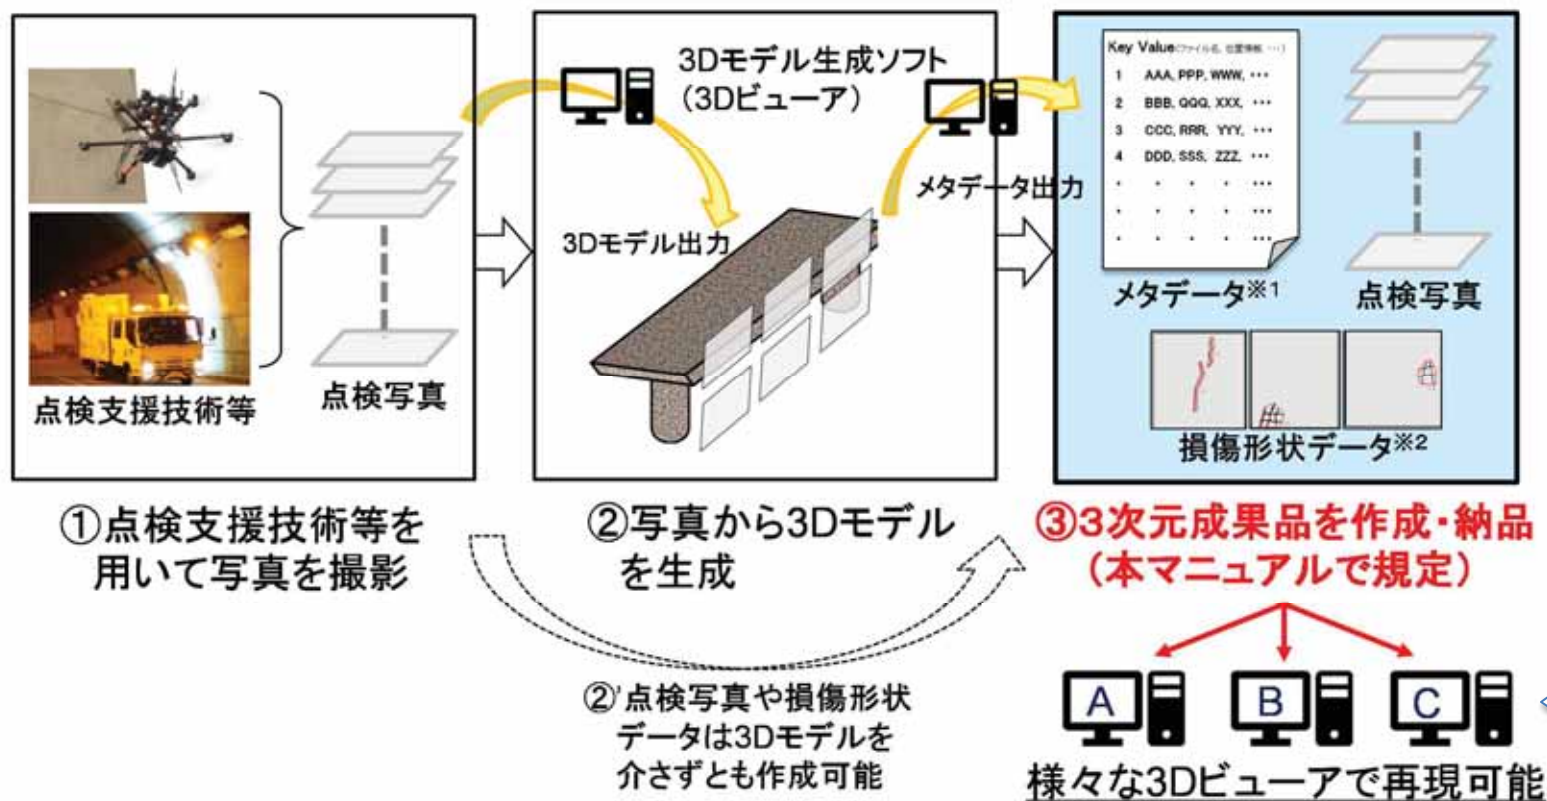 点検支援技術等
点検写真
①点検支援技術等を
用いて写真を撮影
3Dモデル生成ソフト
(3Dビューア)
3Dモデル出力
メタデータ出力
②写真から3Dモデル
を生成
②'点検写真や損傷形状
データは3Dモデルを
介さずとも作成可能
Key Value(ファイル名, 位置情報, …)
1 AAA, PPP, WWW, …
2 BBB, QQQ, XXX, …
3 CCC, RRR, YYY, …
4 DDD, SSS, ZZZ, …
・ ・ ・ ・ …
・ ・ ・ ・ …
・ ・ ・ ・ …
メタデータ※1
点検写真
損傷形状データ※2
③3次元成果品を作成・納品
(本マニュアルで規定)
A B C
様々な3Dビューアで再現可能